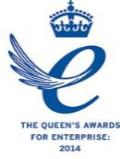 THE QUEEN'S AWARDS
FOR ENTERPRISE:
2014